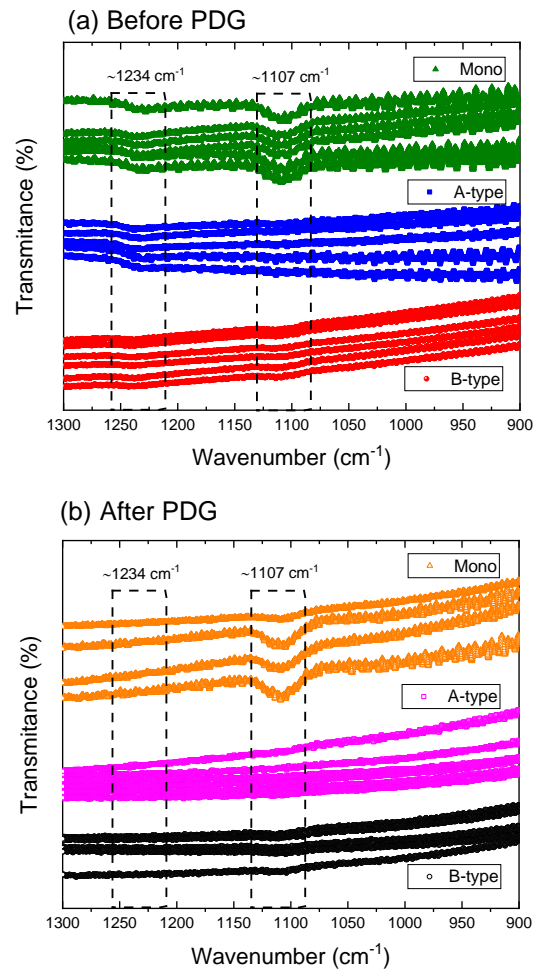 (a) Before PDG
~1234 cm⁻¹
~1107 cm⁻¹
Mono
A-type
B-type
Transmitance (%)
1300 1250 1200 1150 1100 1050 1000 950 900
Wavenumber (cm⁻¹)
(b) After PDG
~1234 cm⁻¹
~1107 cm⁻¹
Mono
A-type
B-type
Transmitance (%)
1300 1250 1200 1150 1100 1050 1000 950 900
Wavenumber (cm⁻¹)